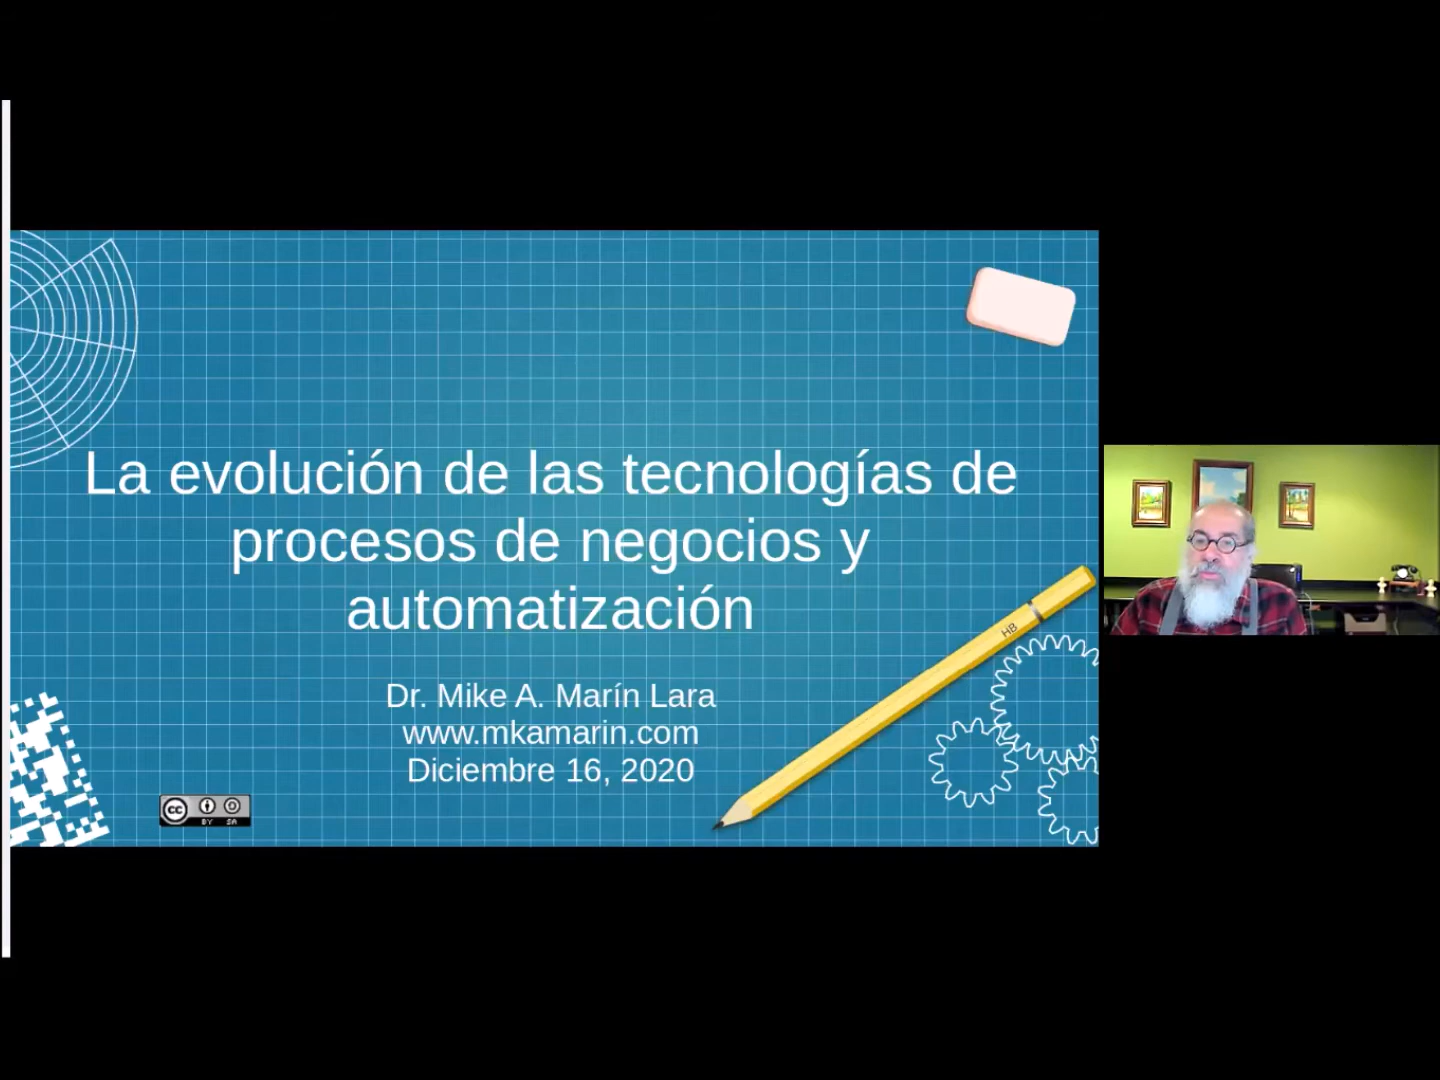 La evolución de las tecnologías de
procesos de negocios y
automatización
Dr. Mike A. Marín Lara
www.mkamarin.com
Diciembre 16, 2020
HB
cc
BY SA